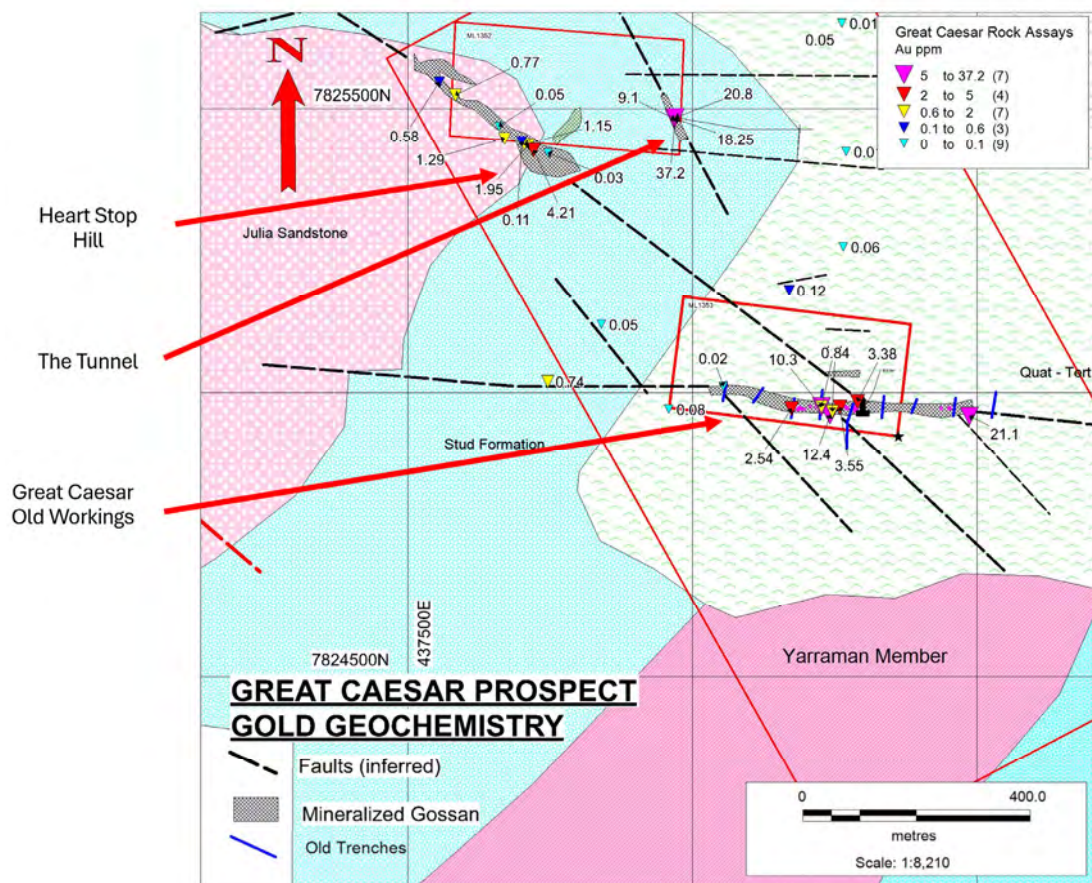 0.01
0.05
Great Caesar Rock Assays
Au ppm
5 to 37.2 (7)
2 to 5 (4)
0.6 to 2 (7)
0.1 to 0.6 (3)
0 to 0.1 (9)
N
ML1352
0.77
7825500N
0.05
9.1
20.8
0.58
1.15
18.25
1.29
0.0
37.2
0.03
1.95
4.21
0.11
Heart Stop
Hill
Julia Sandstone
0.06
0.12
ML1353
The Tunnel
0.05
0.02
10.3
0.84
3.38
Quat - Tert
0.74
0.08
Stud Formation
21.1
2.54
12.4
3.55
Great Caesar
Old Workings
437500E
7824500N
Yarraman Member
GREAT CAESAR PROSPECT
GOLD GEOCHEMISTRY
Faults (inferred)
Mineralized Gossan
Old Trenches
0
400.0
metres
Scale: 1:8,210